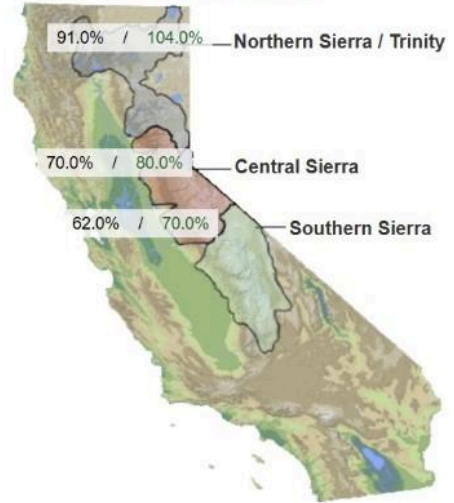 91.0% / 104.0% Northern Sierra / Trinity
70.0% / 80.0% Central Sierra
62.0% / 70.0% Southern Sierra